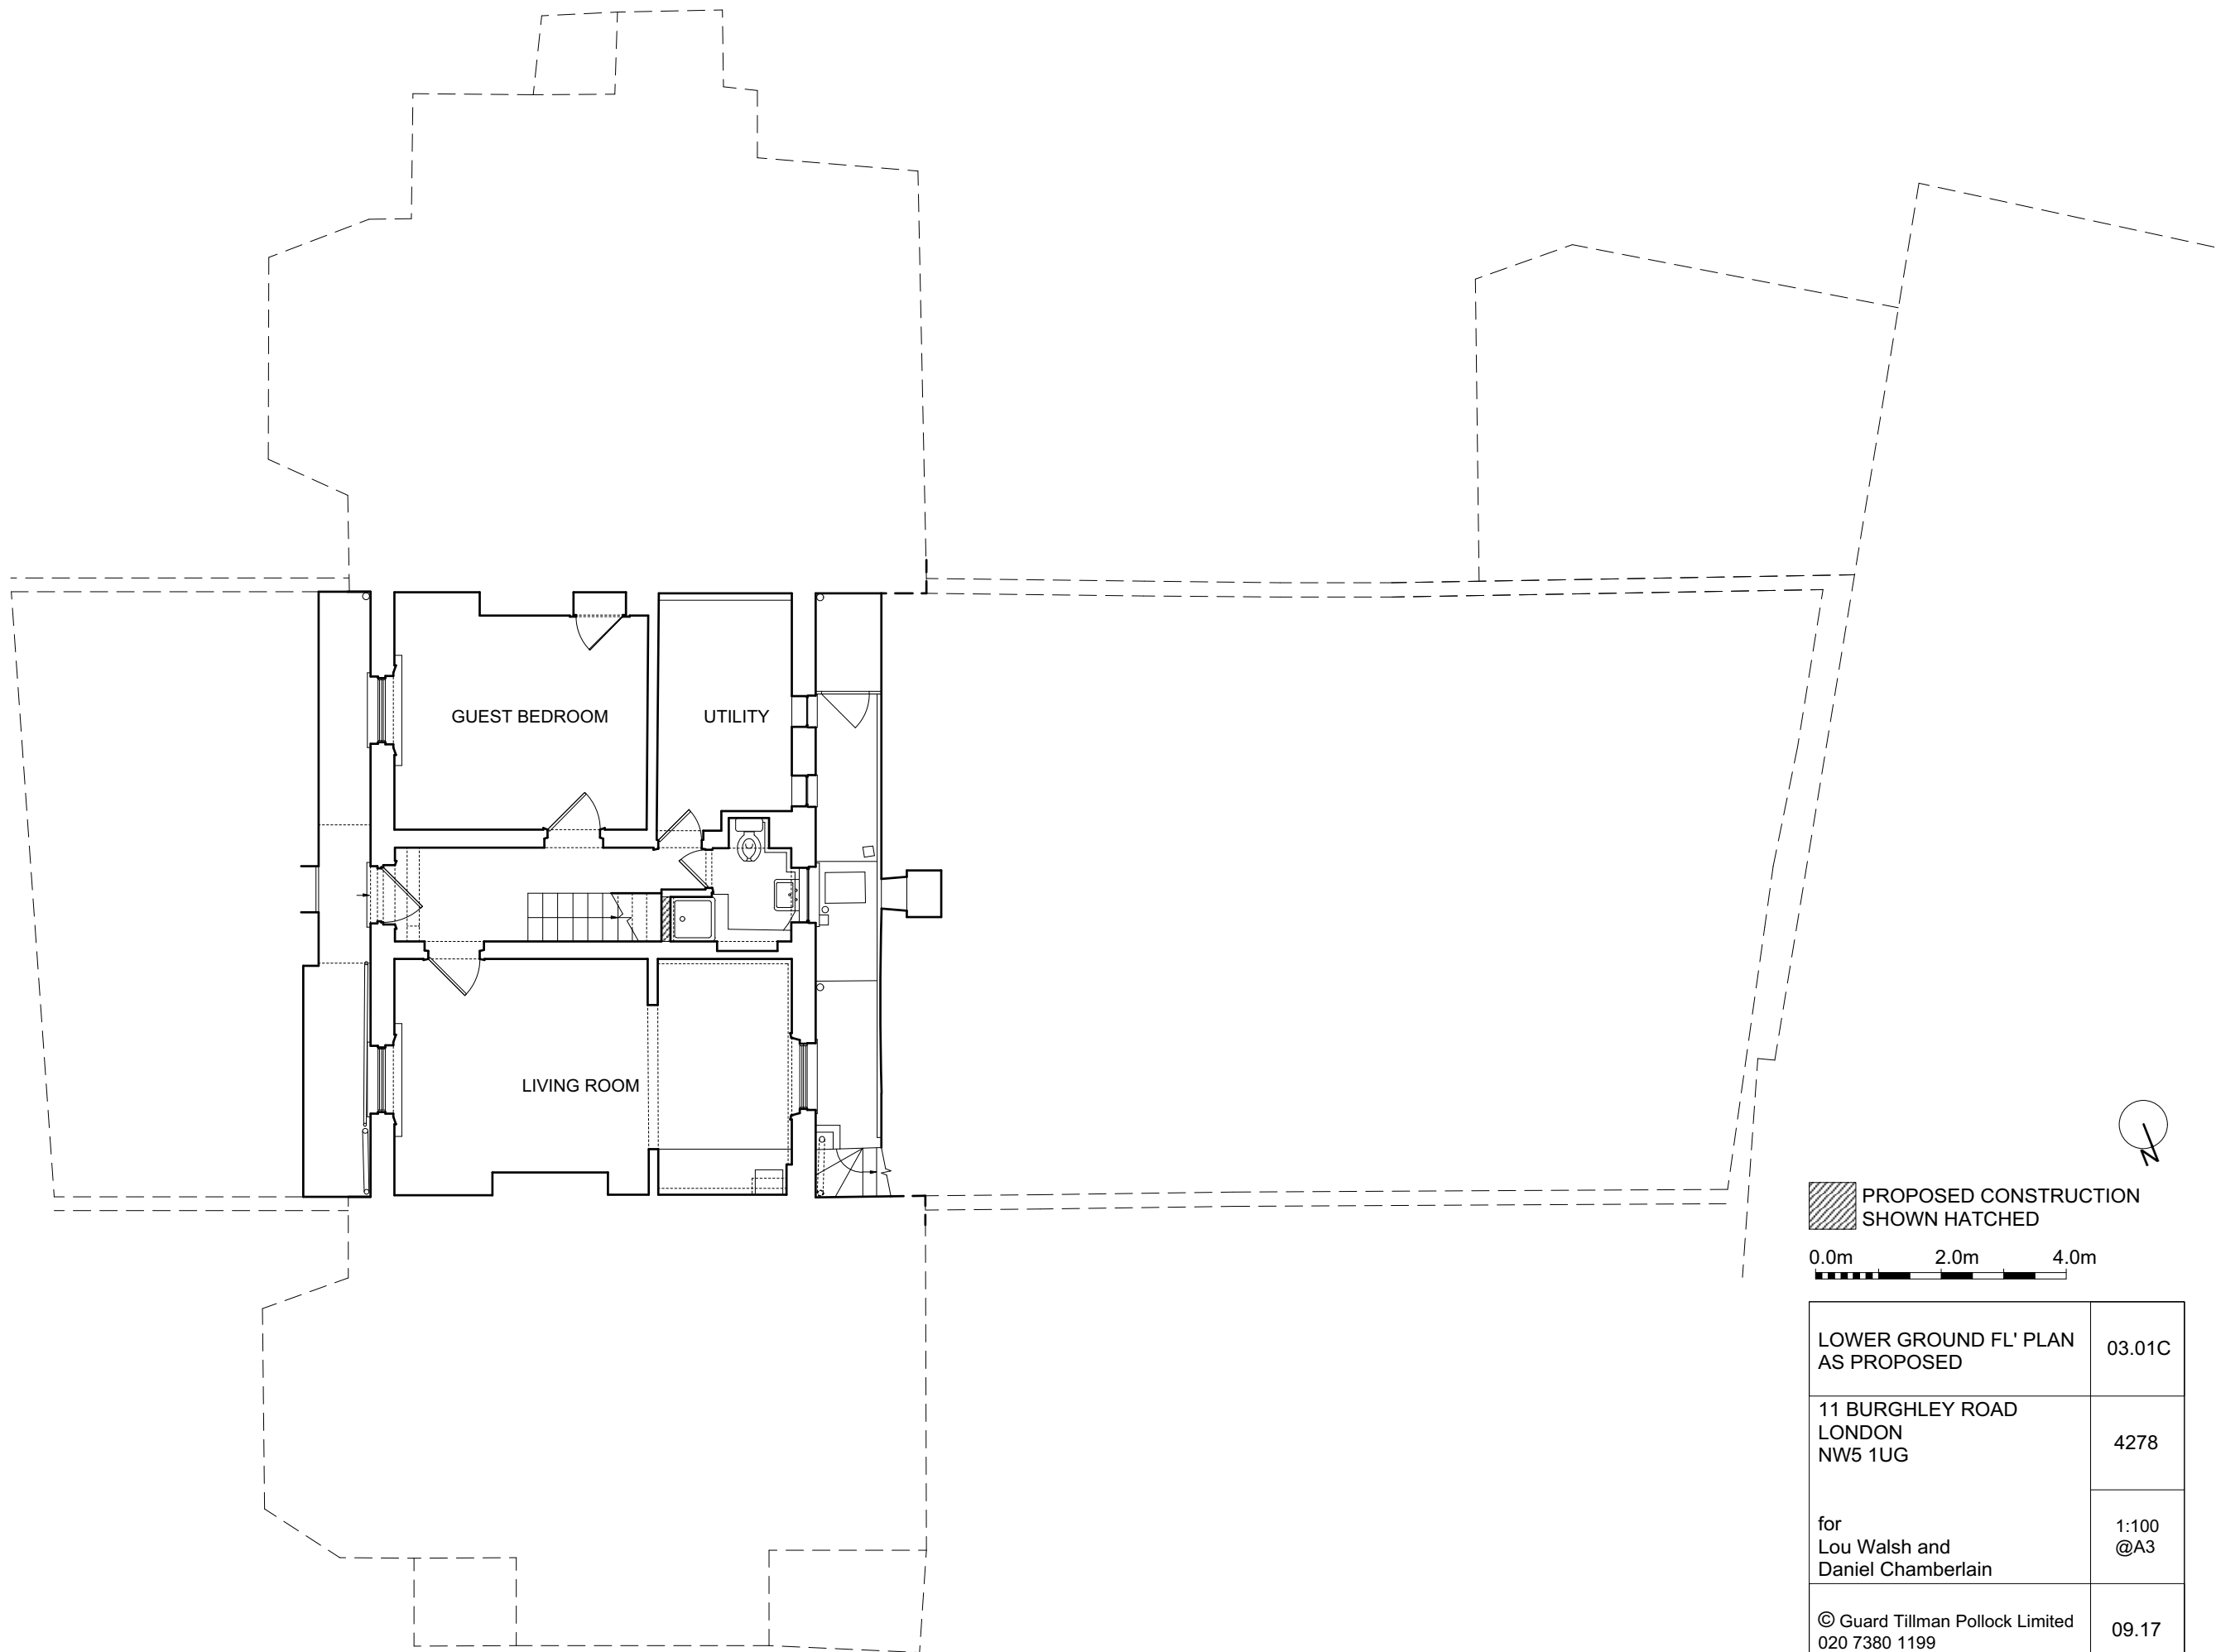 GUEST BEDROOM
UTILITY
LIVING ROOM
N
PROPOSED CONSTRUCTION
SHOWN HATCHED
0.0m 2.0m 4.0m
LOWER GROUND FL' PLAN
AS PROPOSED
03.01C
11 BURGHLEY ROAD
LONDON
NW5 1UG
4278
for
Lou Walsh and
Daniel Chamberlain
1:100
@A3
© Guard Tillman Pollock Limited
020 7380 1199
09.17